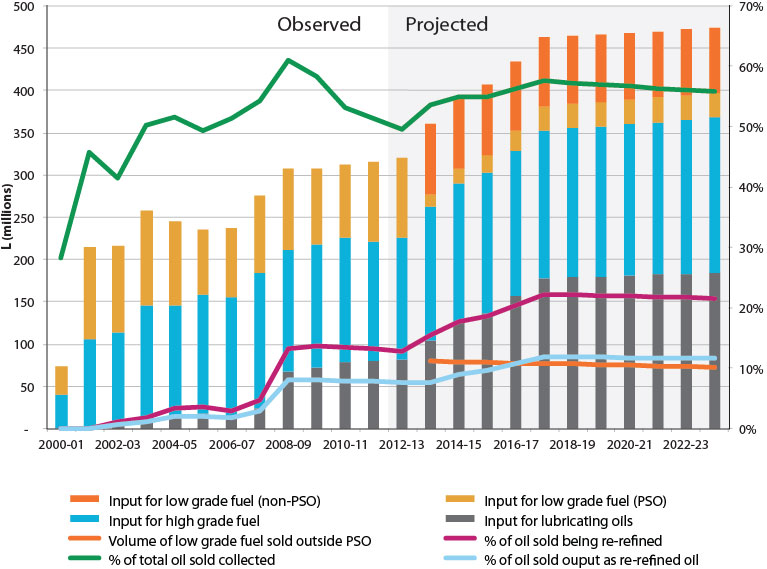 Observed Projected
500 70%
450 60%
400
350 50%
300 40%
L (millions)
250
200 30%
150 20%
100
50 10%
- 0%
2000-01 2002-03 2004-05 2006-07 2008-09 2010-11 2012-13 2014-15 2016-17 2018-19 2020-21 2022-23
Input for low grade fuel (non-PSO) Input for low grade fuel (PSO)
Input for high grade fuel Input for lubricating oils
Volume of low grade fuel sold outside PSO % of oil sold being re-refined
% of total oil sold collected % of oil sold ouput as re-refined oil